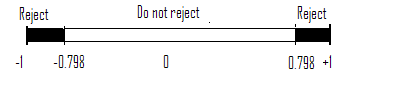 Reject Do not reject Reject
-1 -0.798 0 0.798 +1